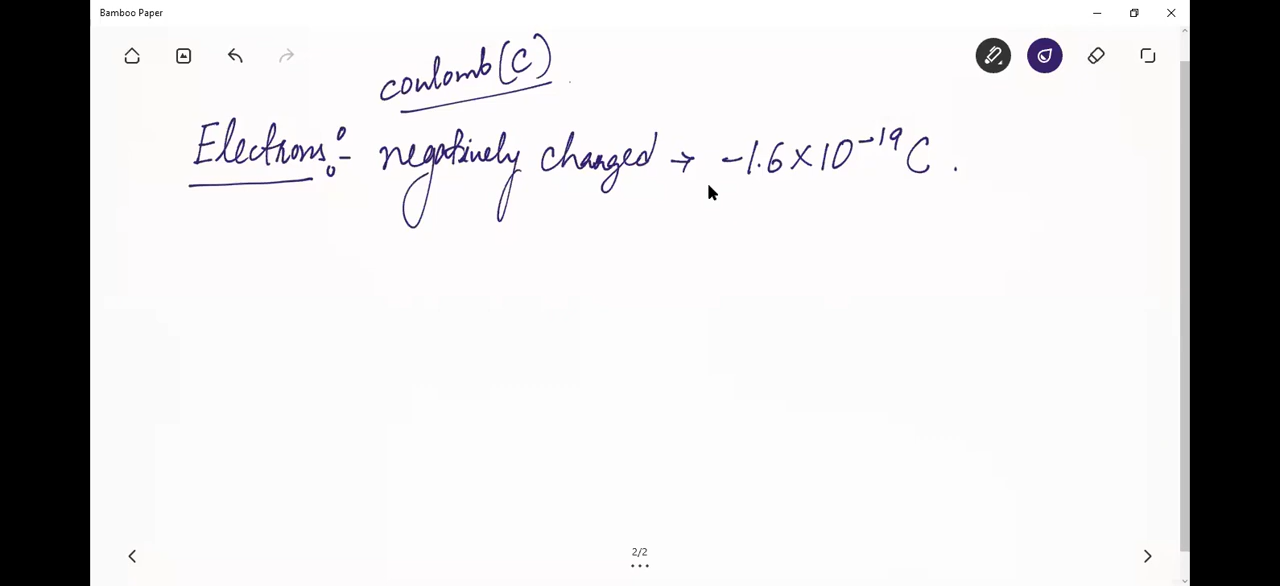 Bamboo Paper
coulomb (C)
Electrons :- negatively charged → -1.6 × 10⁻¹⁹ C .
2/2